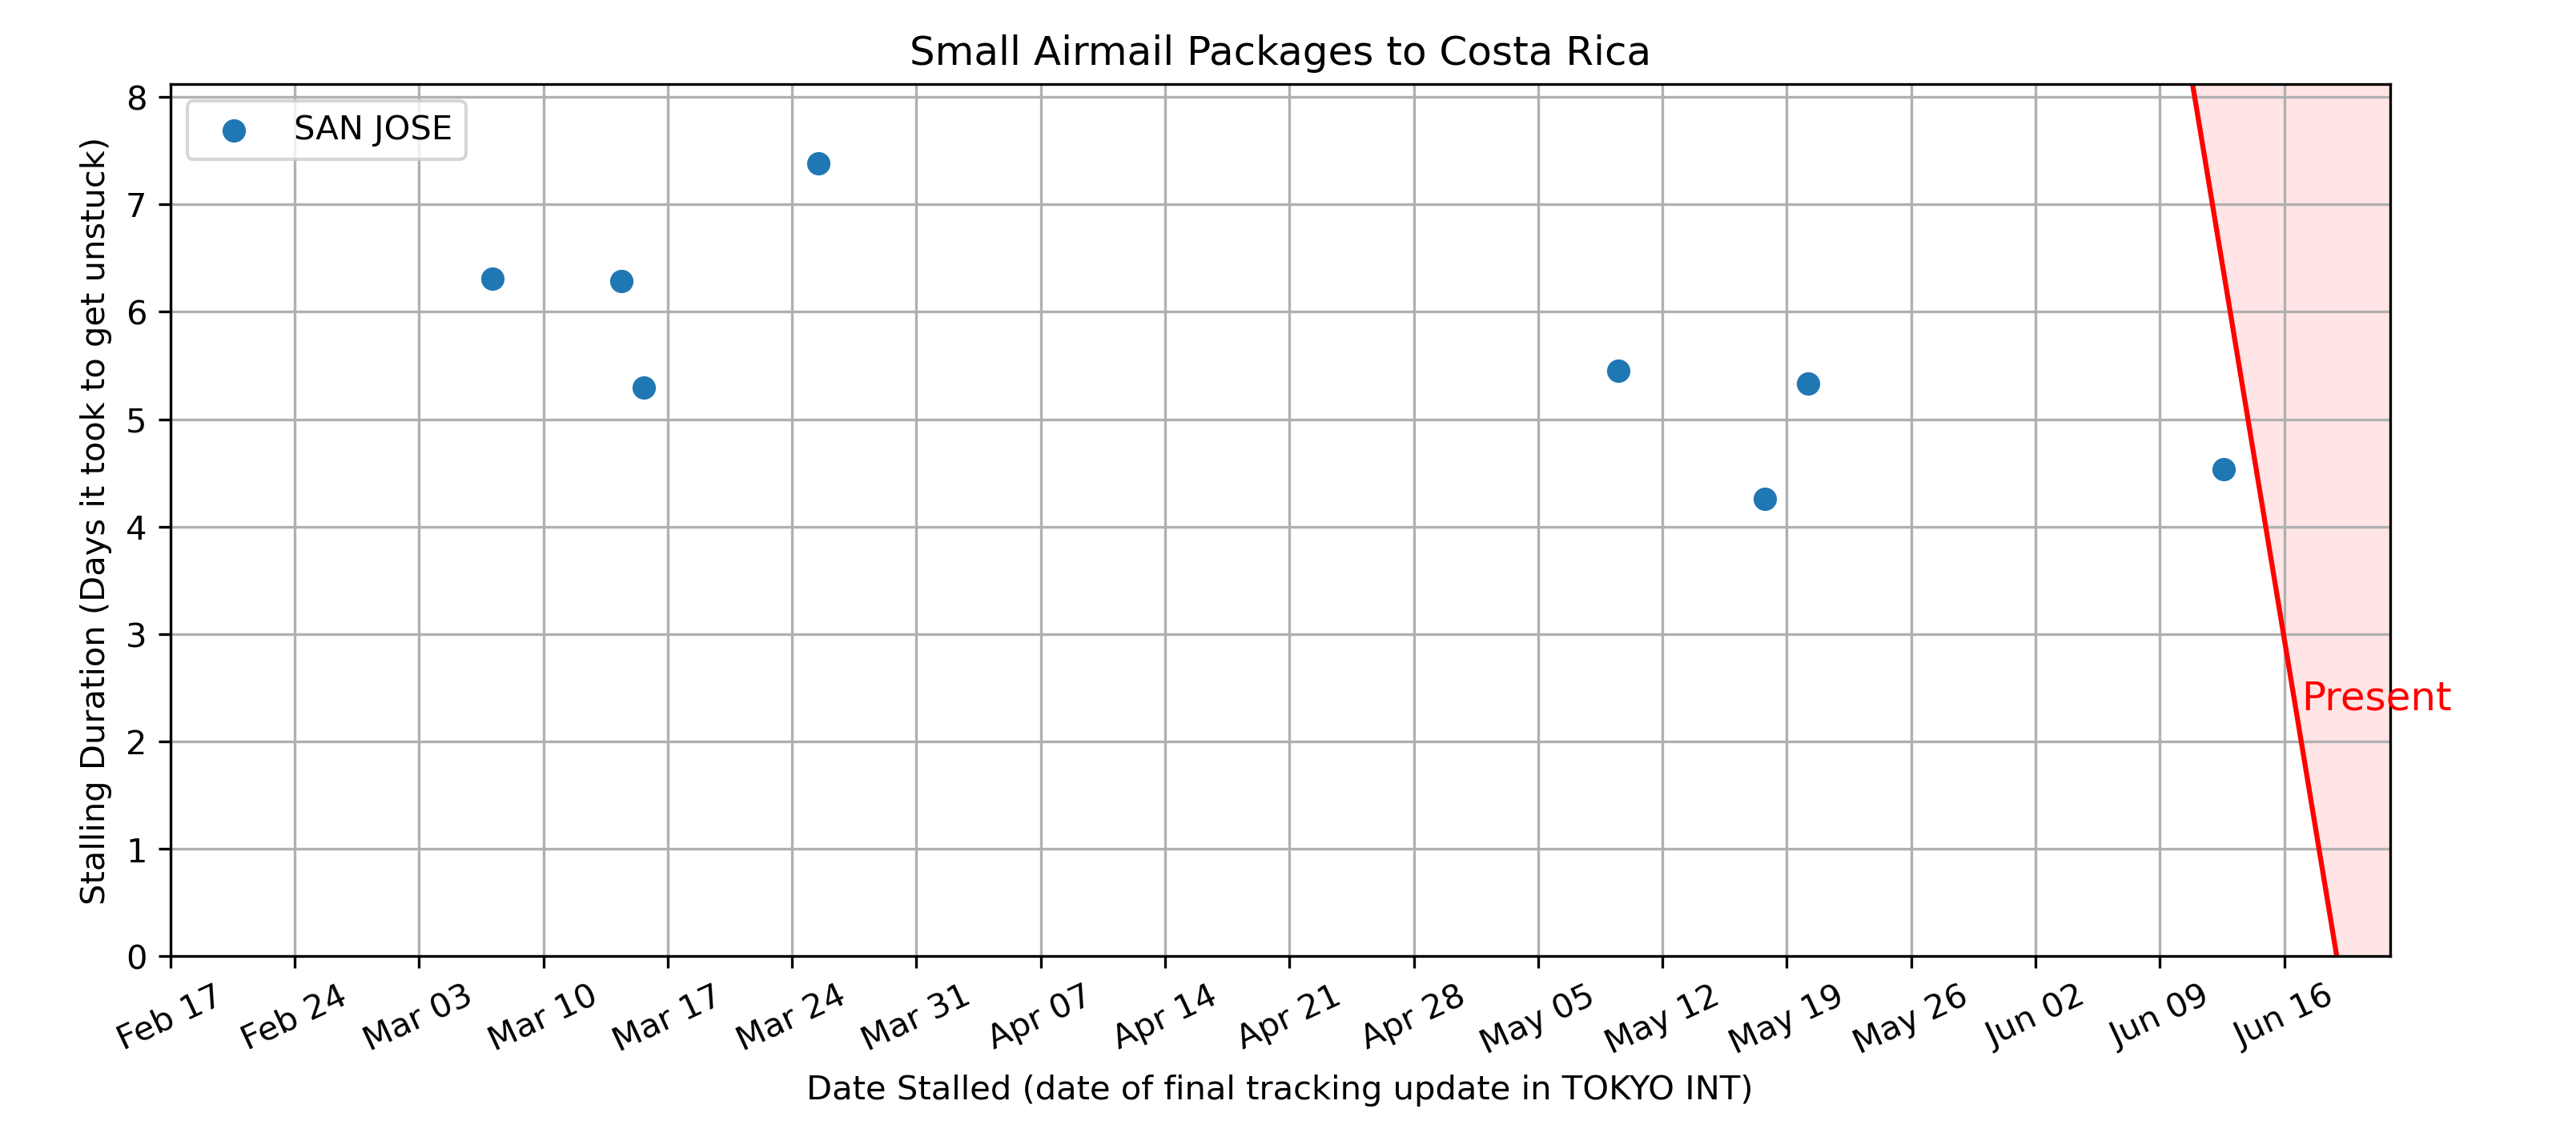 Small Airmail Packages to Costa Rica
SAN JOSE
Stalling Duration (Days it took to get unstuck)
8
7
6
5
4
3
2
1
0
Present
Feb 17
Feb 24
Mar 03
Mar 10
Mar 17
Mar 24
Mar 31
Apr 07
Apr 14
Apr 21
Apr 28
May 05
May 12
May 19
May 26
Jun 02
Jun 09
Jun 16
Date Stalled (date of final tracking update in TOKYO INT)